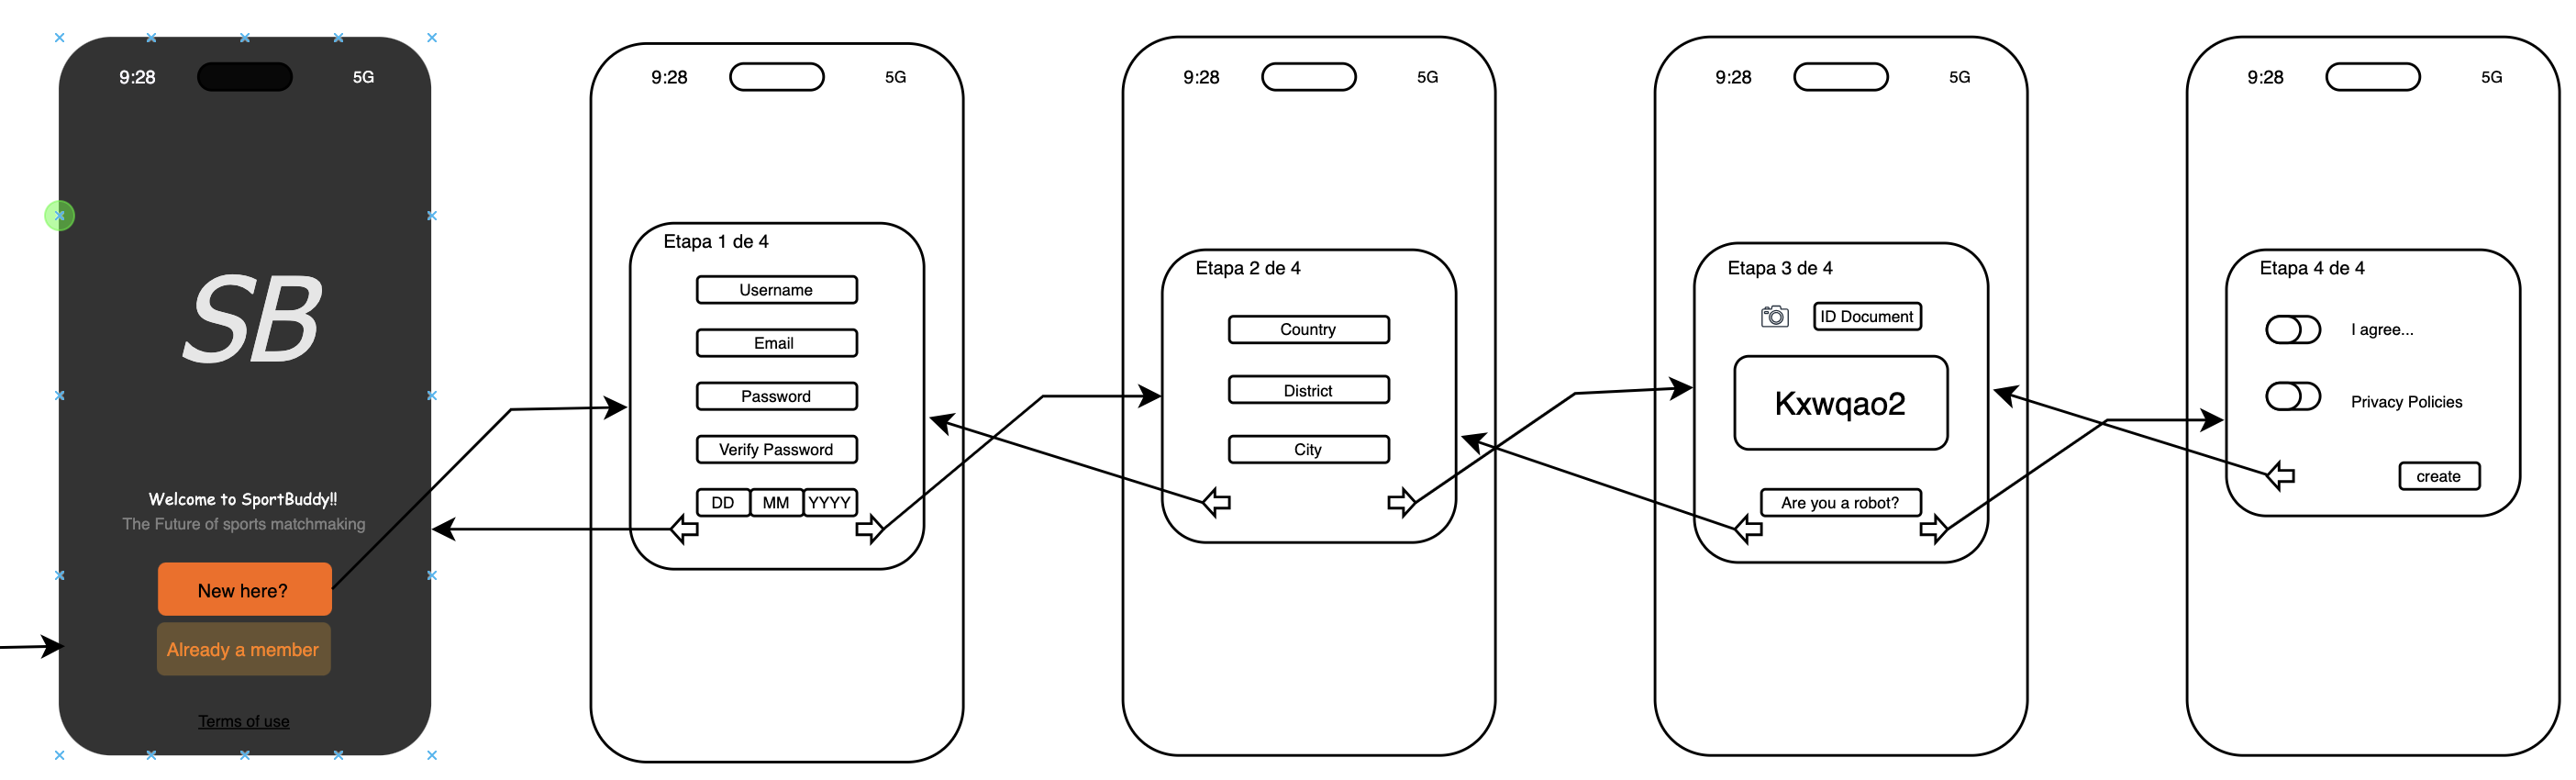 9:28 5G
SB
Welcome to SportBuddy!!
The Future of sports matchmaking
New here?
Already a member
Terms of use
9:28 5G
Etapa 1 de 4
Username
Email
Password
Verify Password
DD MM YYYY
9:28 5G
Etapa 2 de 4
Country
District
City
9:28 5G
Etapa 3 de 4
ID Document
Kxwqao2
Are you a robot?
9:28 5G
Etapa 4 de 4
I agree...
Privacy Policies
create